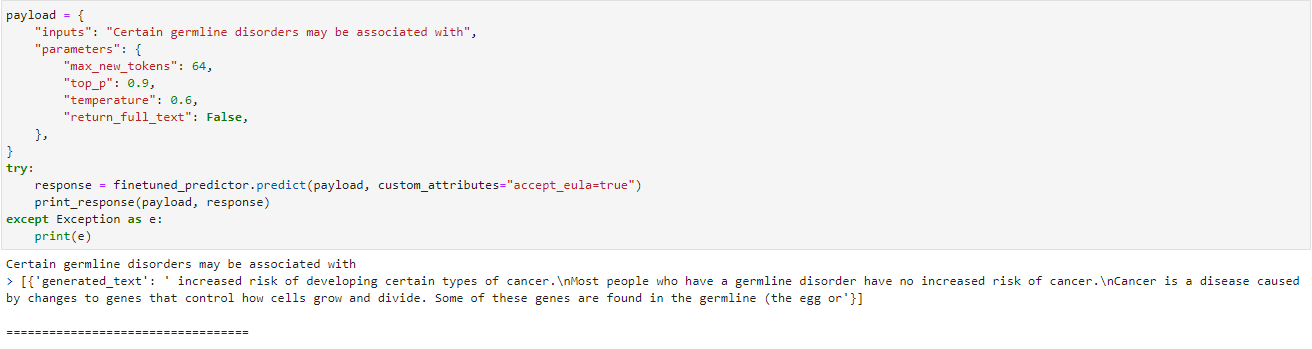 payload = {
    "inputs": "Certain germline disorders may be associated with",
    "parameters": {
        "max_new_tokens": 64,
        "top_p": 0.9,
        "temperature": 0.6,
        "return_full_text": False,
    },
}
try:
    response = finetuned_predictor.predict(payload, custom_attributes="accept_eula=true")
    print_response(payload, response)
except Exception as e:
    print(e)
Certain germline disorders may be associated with
> [{'generated_text': ' increased risk of developing certain types of cancer.\nMost people who have a germline disorder have no increased risk of cancer.\nCancer is a disease caused
by changes to genes that control how cells grow and divide. Some of these genes are found in the germline (the egg or'}]
==================================